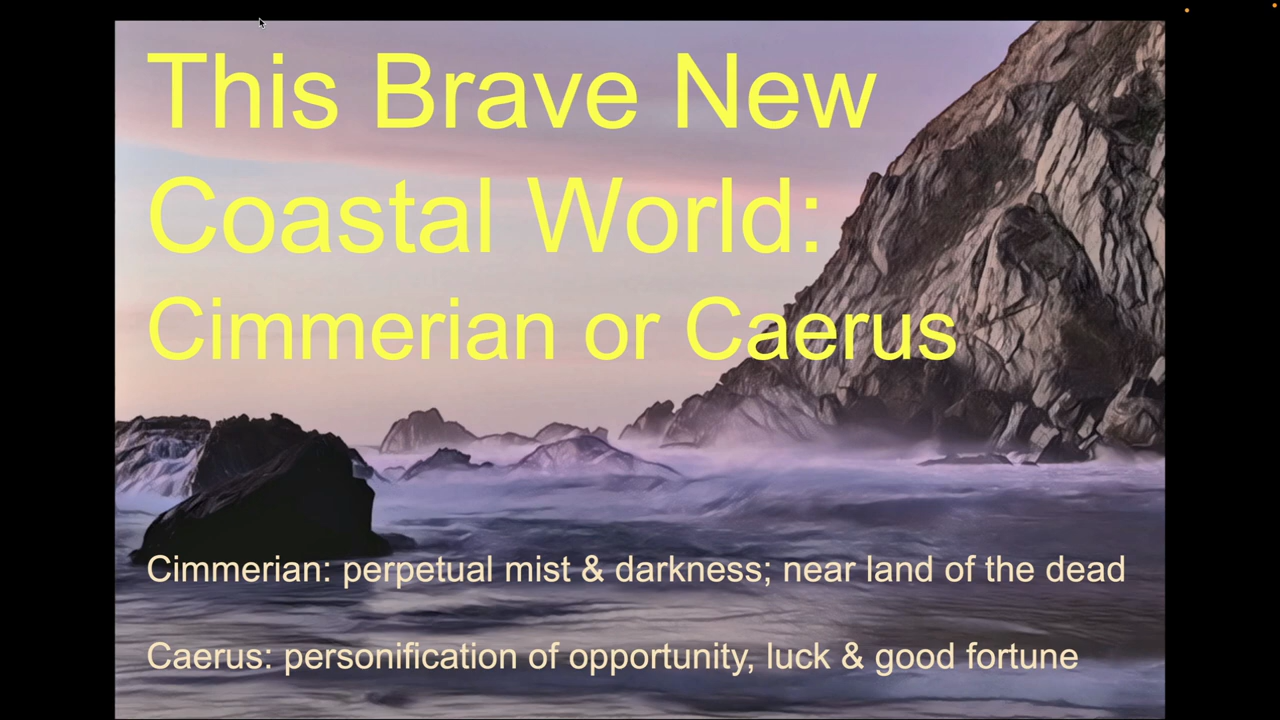 This Brave New
Coastal World:
Cimmerian or Caerus
Cimmerian: perpetual mist & darkness; near land of the dead
Caerus: personification of opportunity, luck & good fortune